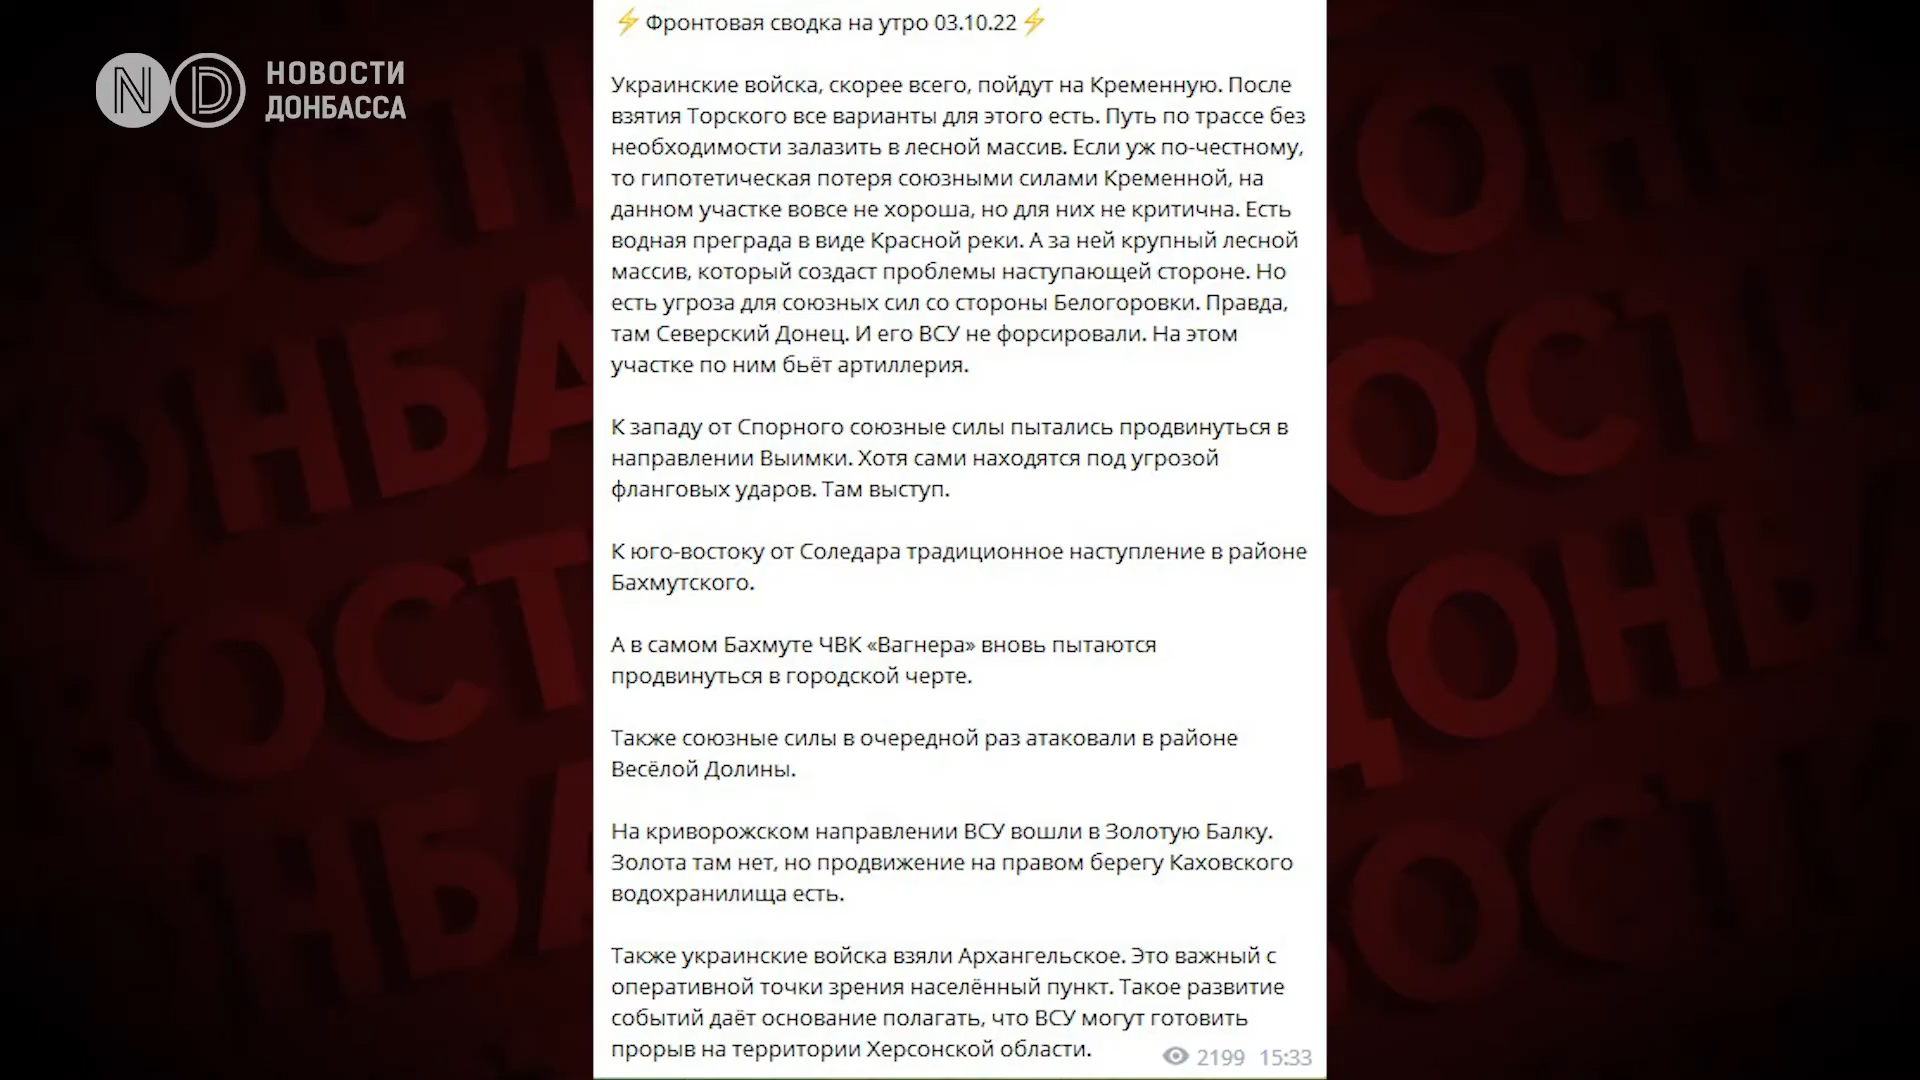 ND НОВОСТИ
ДОНБАССА
⚡ Фронтовая сводка на утро 03.10.22 ⚡
Украинские войска, скорее всего, пойдут на Кременную. После
взятия Торского все варианты для этого есть. Путь по трассе без
необходимости залазить в лесной массив. Если уж по-честному,
то гипотетическая потеря союзными силами Кременной, на
данном участке вовсе не хороша, но для них не критична. Есть
водная преграда в виде Красной реки. А за ней крупный лесной
массив, который создаст проблемы наступающей стороне. Но
есть угроза для союзных сил со стороны Белогоровки. Правда,
там Северский Донец. И его ВСУ не форсировали. На этом
участке по ним бьёт артиллерия.
К западу от Спорного союзные силы пытались продвинуться в
направлении Выимки. Хотя сами находятся под угрозой
фланговых ударов. Там выступ.
К юго-востоку от Соледара традиционное наступление в районе
Бахмутского.
А в самом Бахмуте ЧВК «Вагнера» вновь пытаются
продвинуться в городской черте.
Также союзные силы в очередной раз атаковали в районе
Весёлой Долины.
На криворожском направлении ВСУ вошли в Золотую Балку.
Золота там нет, но продвижение на правом берегу Каховского
водохранилища есть.
Также украинские войска взяли Архангельское. Это важный с
оперативной точки зрения населённый пункт. Такое развитие
событий даёт основание полагать, что ВСУ могут готовить
прорыв на территории Херсонской области.
2199 15:33